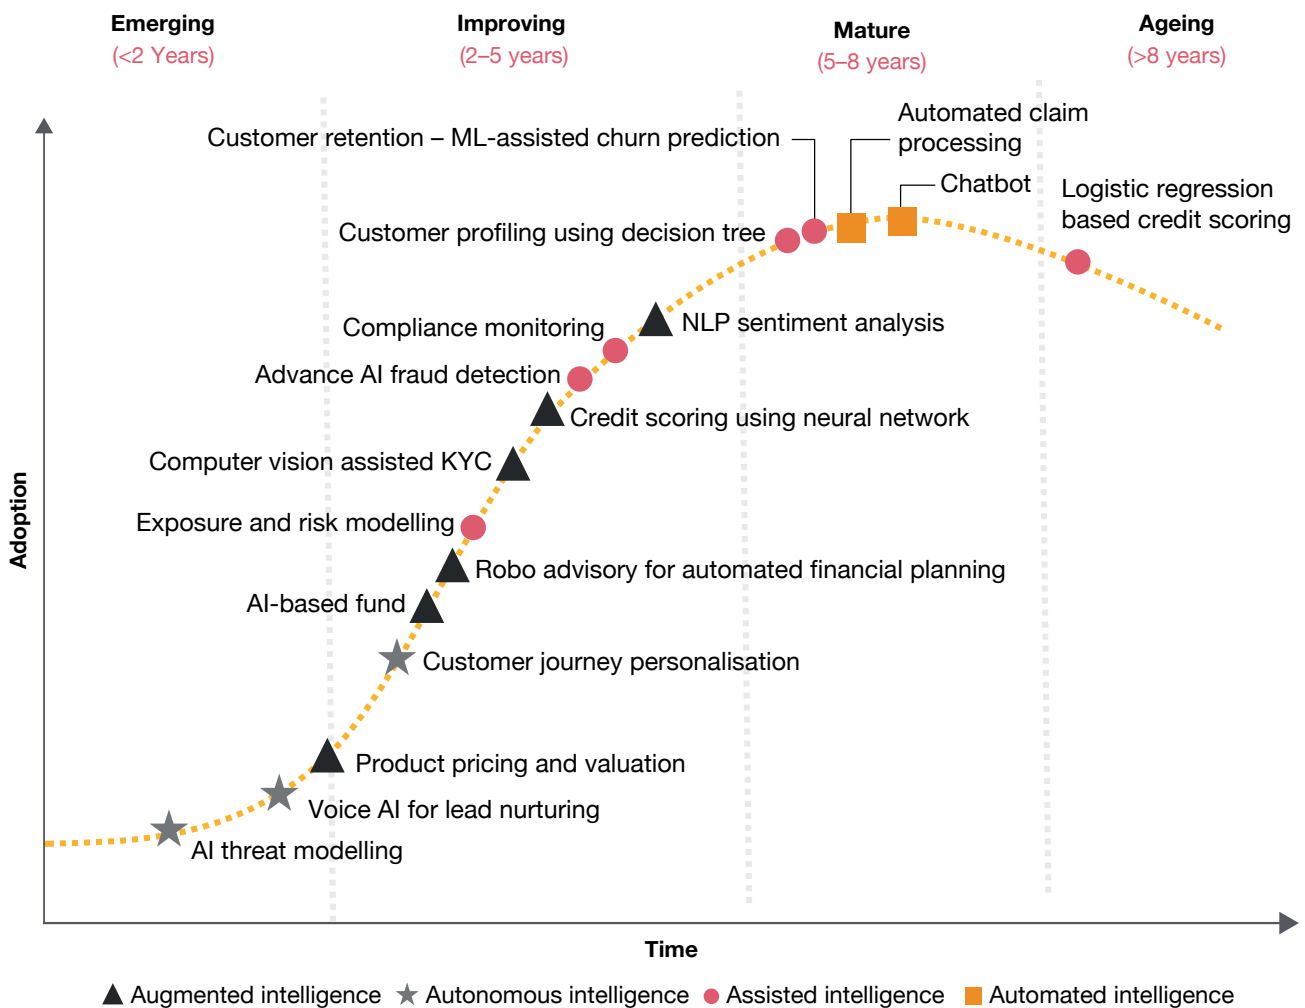 Emerging
(<2 Years)
Improving
(2–5 years)
Mature
(5–8 years)
Ageing
(>8 years)
Customer retention – ML-assisted churn prediction
Automated claim
processing
Chatbot
Logistic regression
based credit scoring
Customer profiling using decision tree
Compliance monitoring
NLP sentiment analysis
Advance AI fraud detection
Credit scoring using neural network
Computer vision assisted KYC
Exposure and risk modelling
Robo advisory for automated financial planning
AI-based fund
Customer journey personalisation
Product pricing and valuation
Voice AI for lead nurturing
AI threat modelling
Adoption
Time
Augmented intelligence
Autonomous intelligence
Assisted intelligence
Automated intelligence